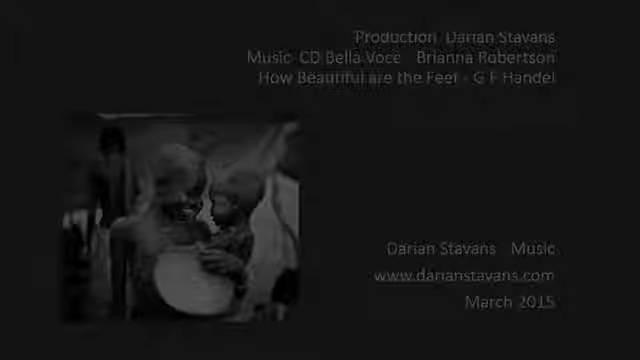 Production Darian Stavans
Music CD Bella Voce Brianna Robertson
How Beautiful are the Feet - G F Handel
Darian Stavans Music
www.darianstavans.com
March 2015